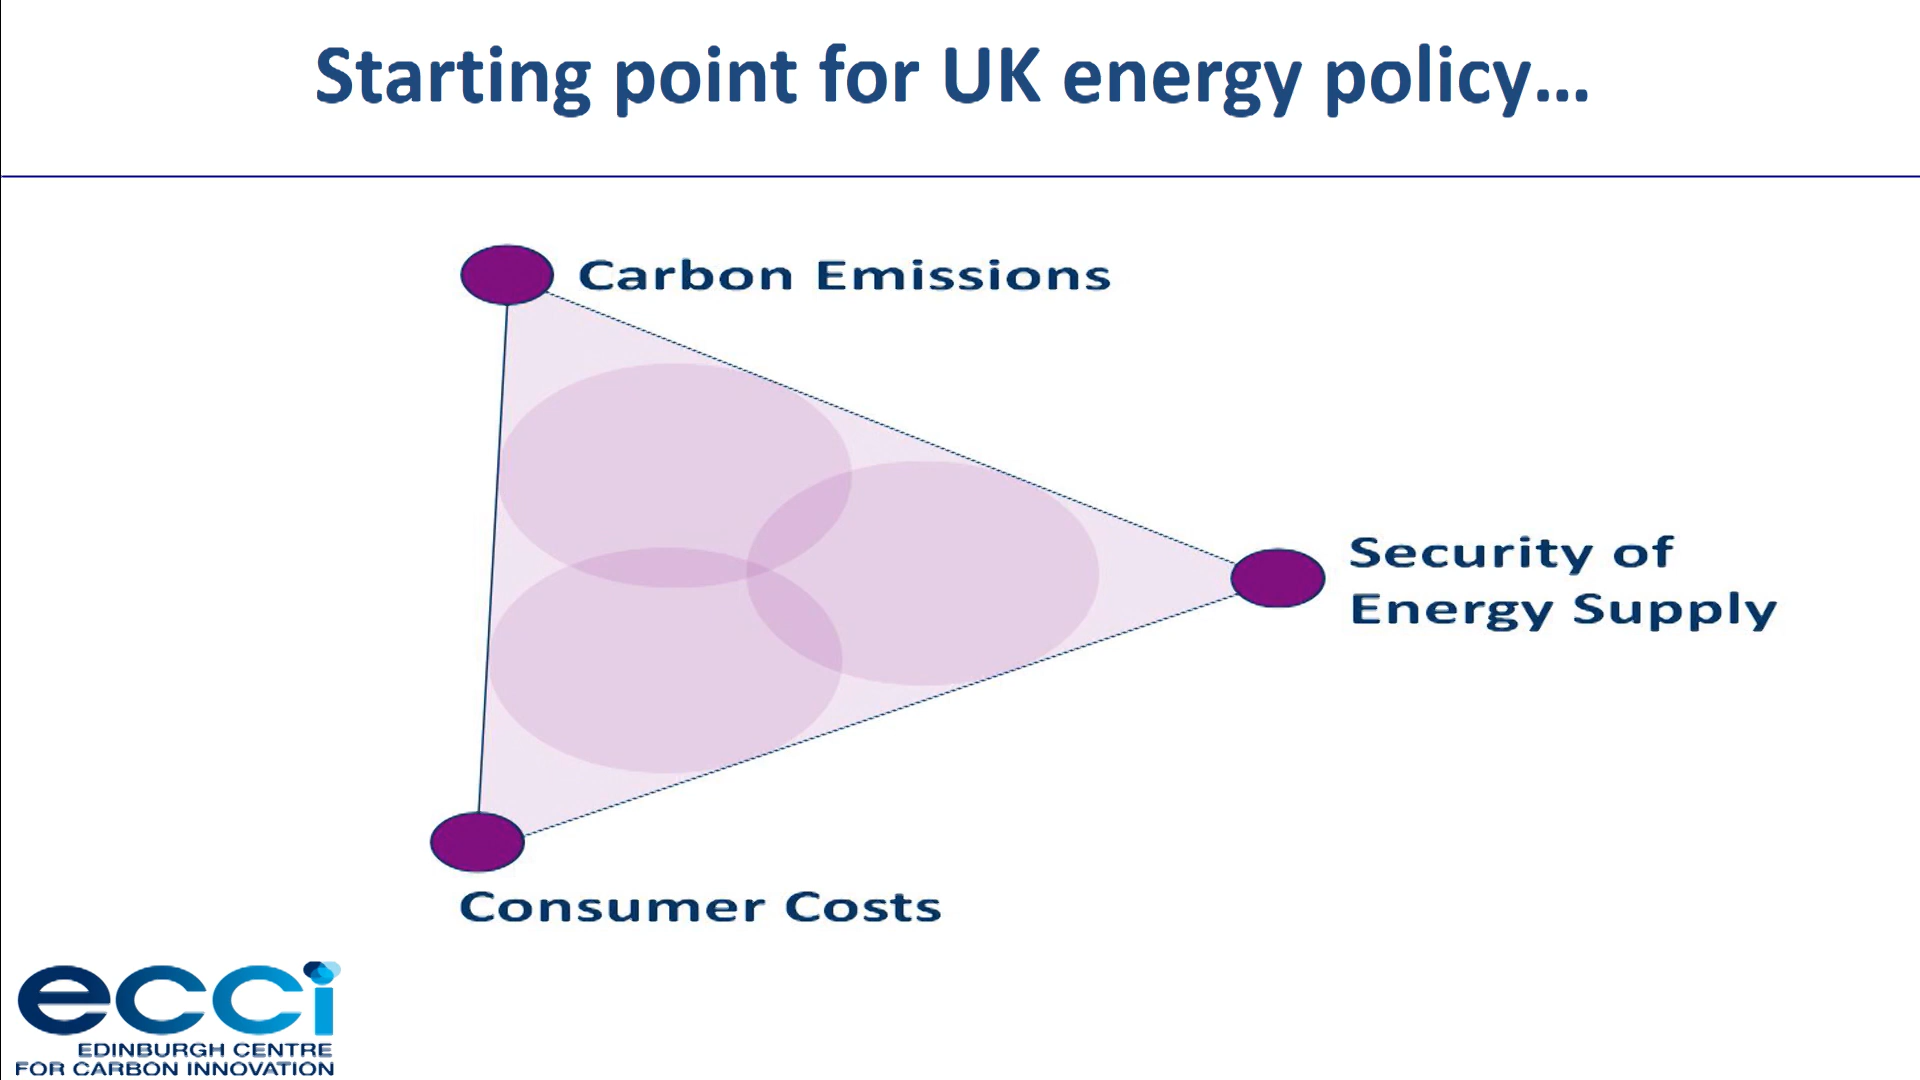 Starting point for UK energy policy...
Carbon Emissions
Security of
Energy Supply
Consumer Costs
ecci
EDINBURGH CENTRE
FOR CARBON INNOVATION